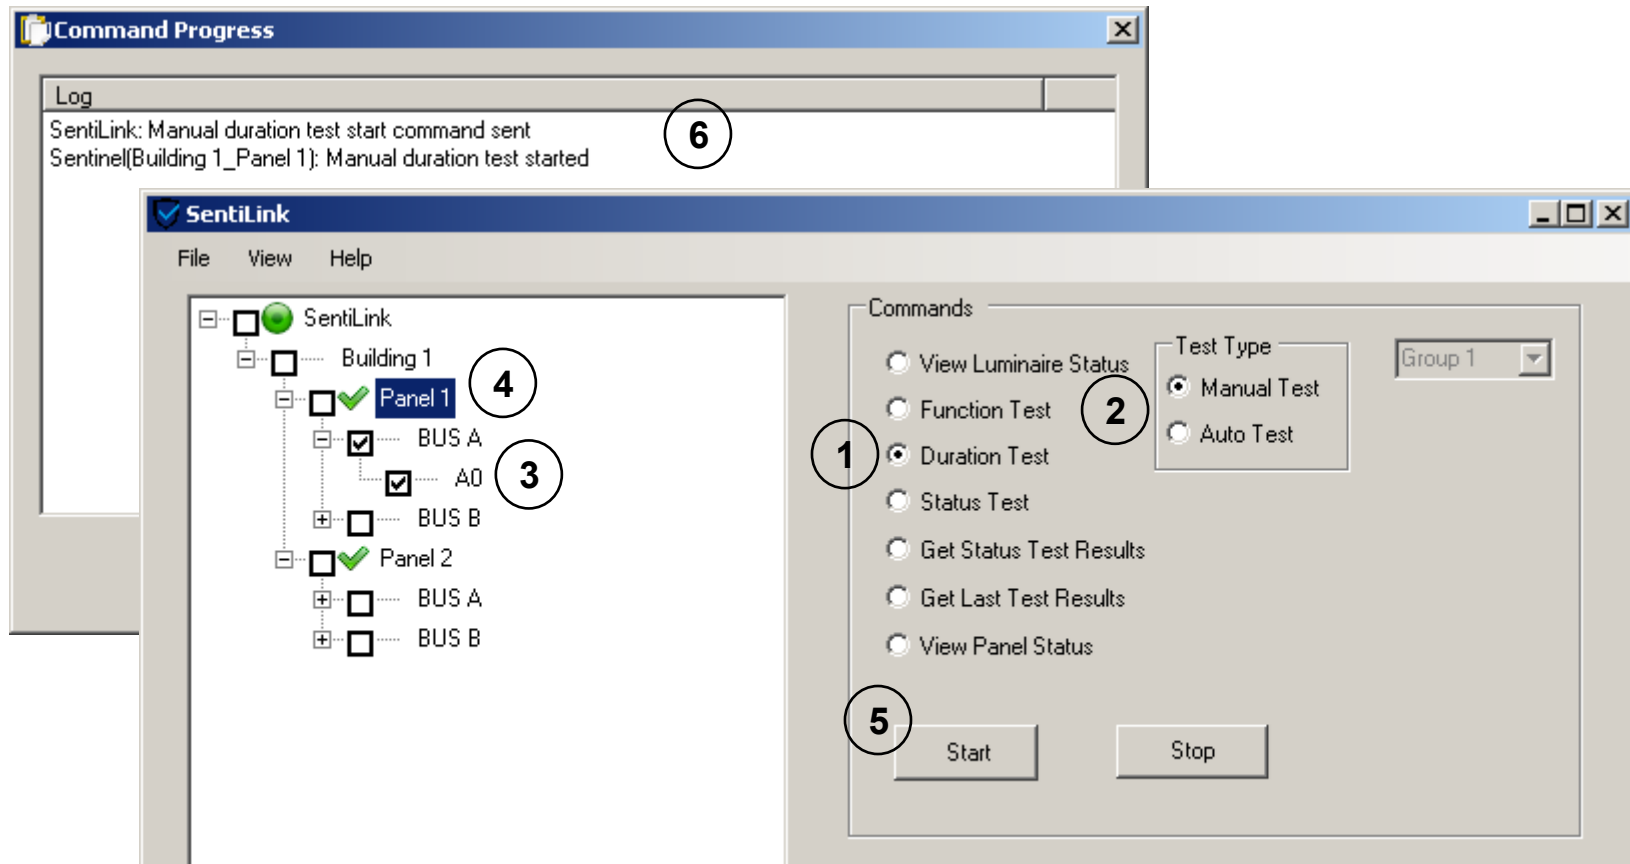 Command Progress
Log
SentiLink: Manual duration test start command sent
Sentinel(Building 1_Panel 1): Manual duration test started
6
SentiLink
File View Help
SentiLink
Building 1
Panel 1
4
BUS A
A0
3
BUS B
Panel 2
BUS A
BUS B
Commands
View Luminaire Status
Function Test
1
Duration Test
Status Test
Get Status Test Results
Get Last Test Results
View Panel Status
Test Type
2
Manual Test
Auto Test
Group 1
5
Start Stop